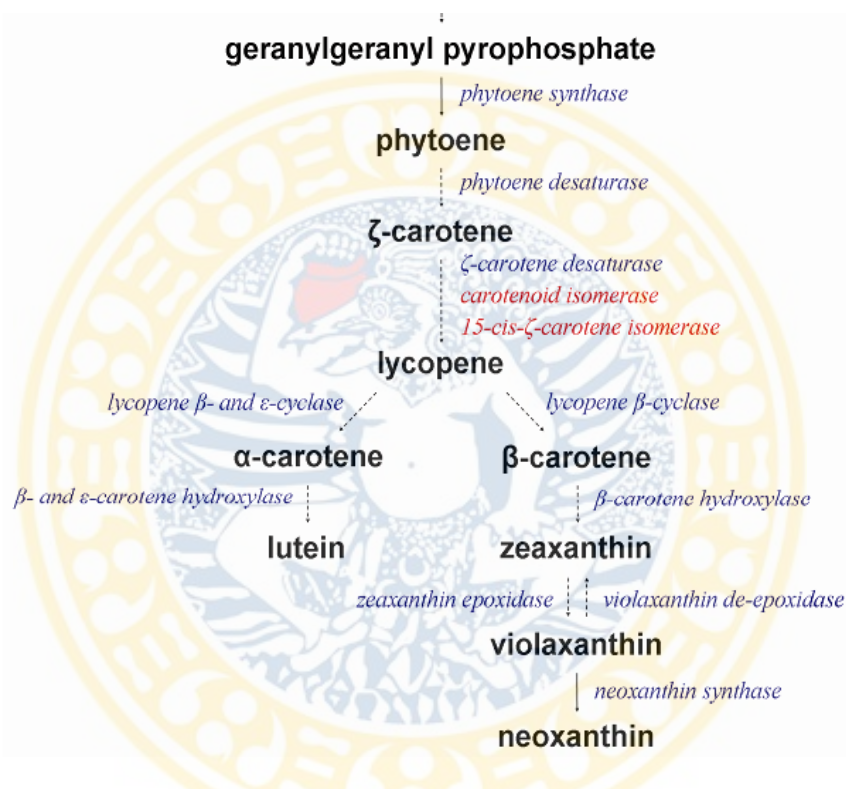 geranylgeranyl pyrophosphate
phytoene synthase
phytoene
phytoene desaturase
ζ-carotene
ζ-carotene desaturase
carotenoid isomerase
15-cis-ζ-carotene isomerase
lycopene
lycopene β- and ε-cyclase
lycopene β-cyclase
α-carotene
β-carotene
β- and ε-carotene hydroxylase
β-carotene hydroxylase
lutein
zeaxanthin
zeaxanthin epoxidase
violaxanthin de-epoxidase
violaxanthin
neoxanthin synthase
neoxanthin